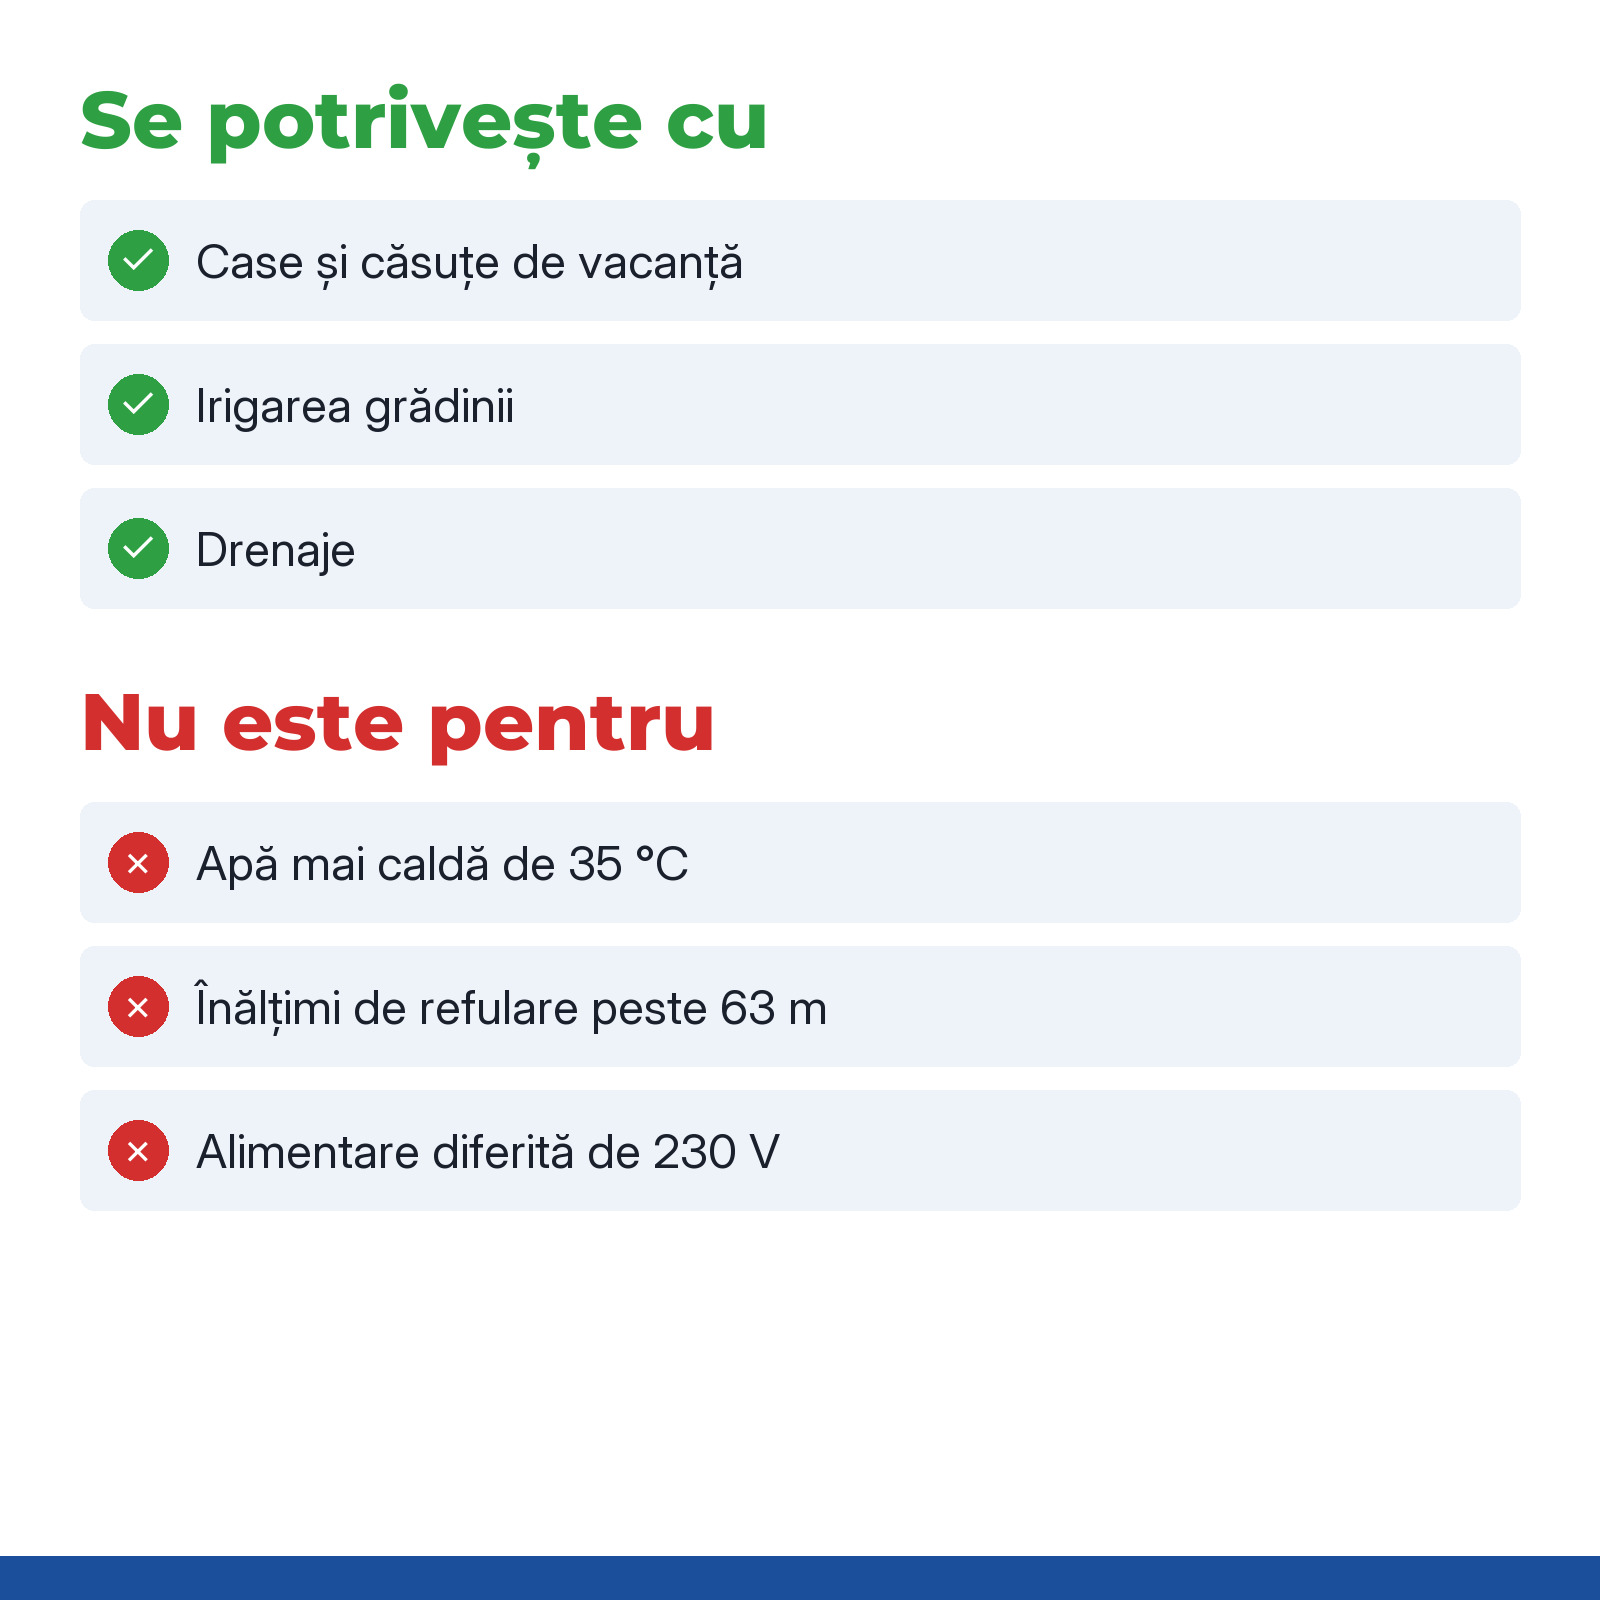 Se potrivește cu
Case și căsuțe de vacanță
Irigarea grădinii
Drenaje
Nu este pentru
Apă mai caldă de 35 °C
Înălțimi de refulare peste 63 m
Alimentare diferită de 230 V